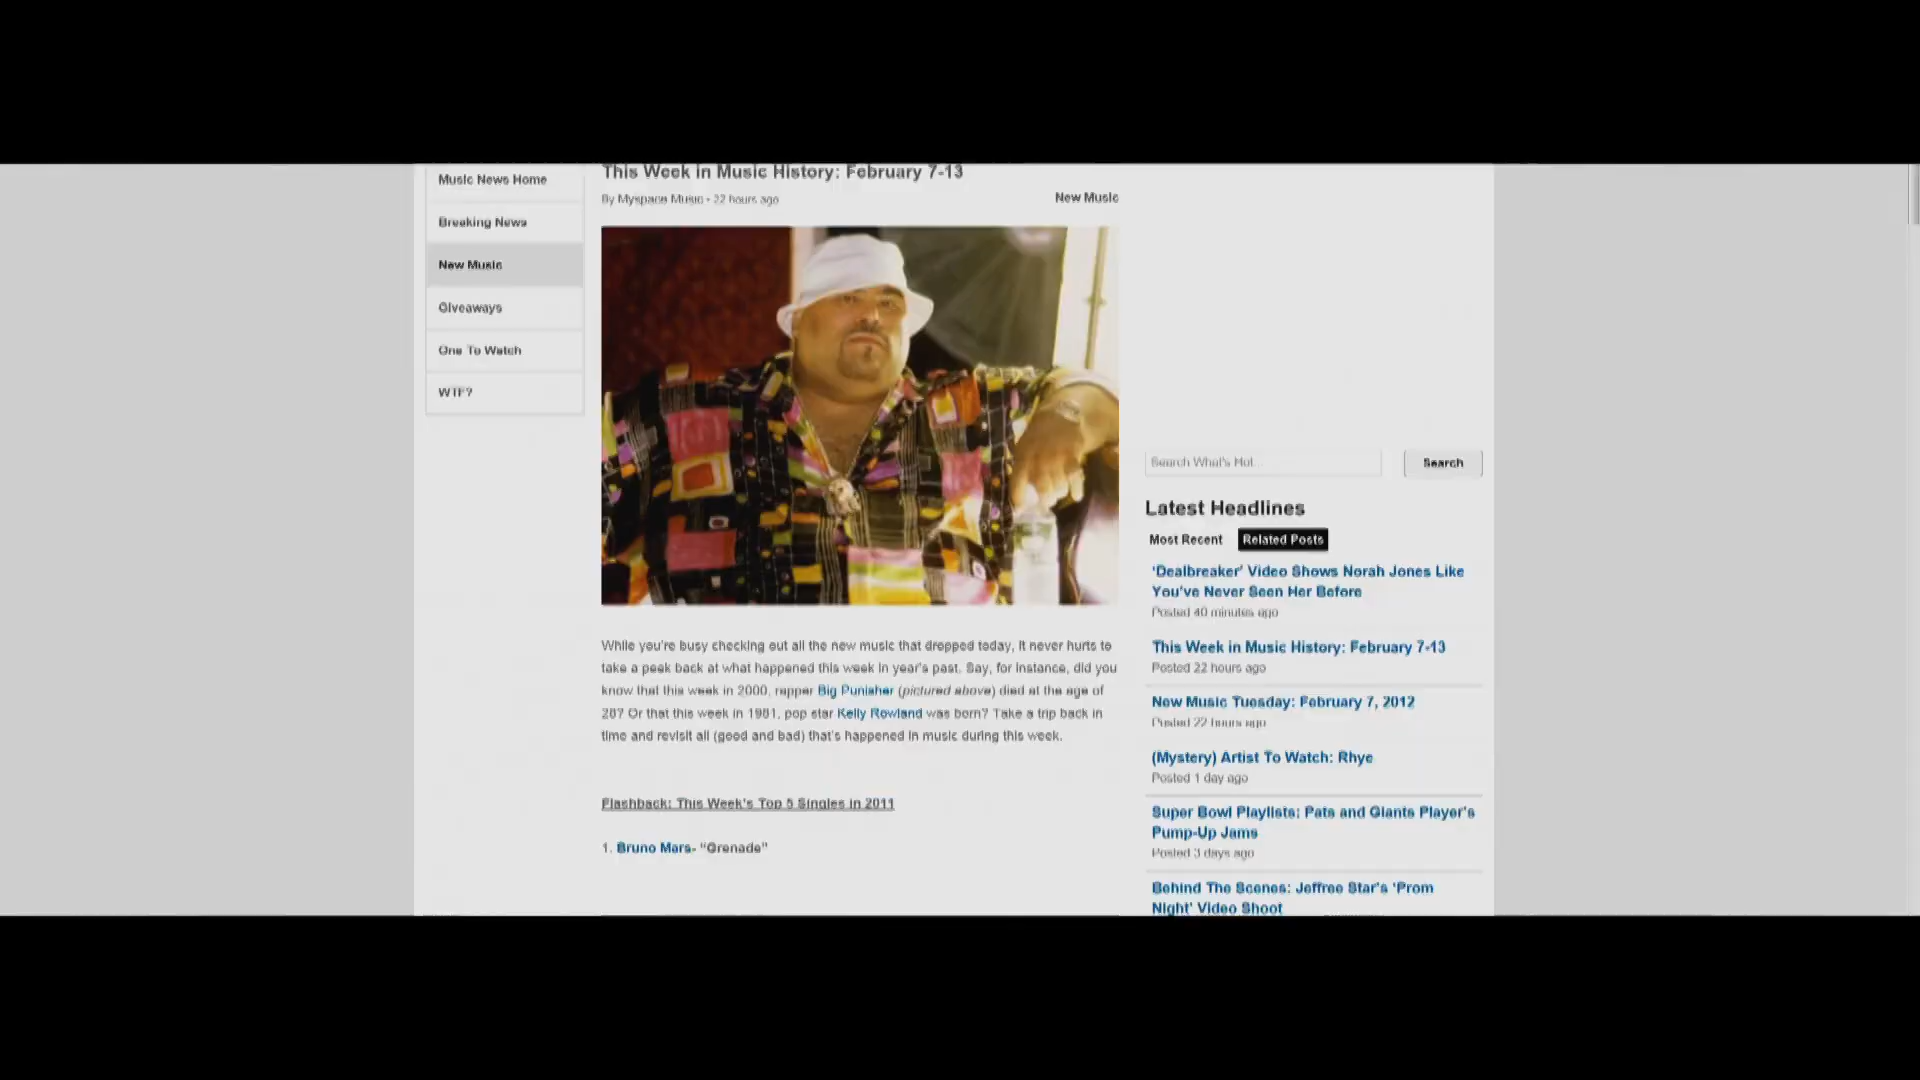 This Week in Music History: February 7-13
By Myspace Music - 22 hours ago
New Music
Music News Home
Breaking News
New Music
Giveaways
One To Watch
WTF?
While you're busy checking out all the new music that dropped today, it never hurts to
take a peek back at what happened this week in year's past. Say, for instance, did you
know that this week in 2000, rapper Big Punisher (pictured above) died at the age of
28? Or that this week in 1981, pop star Kelly Rowland was born? Take a trip back in
time and revisit all (good and bad) that's happened in music during this week.
Flashback: This Week's Top 5 Singles in 2011
1. Bruno Mars- "Grenade"
Search What's Hot...
Search
Latest Headlines
Most Recent Related Posts
'Dealbreaker' Video Shows Norah Jones Like
You've Never Seen Her Before
Posted 40 minutes ago
This Week in Music History: February 7-13
Posted 22 hours ago
New Music Tuesday: February 7, 2012
Posted 22 hours ago
(Mystery) Artist To Watch: Rhye
Posted 1 day ago
Super Bowl Playlists: Pats and Giants Player's
Pump-Up Jams
Posted 3 days ago
Behind The Scenes: Jeffree Star's 'Prom
Night' Video Shoot